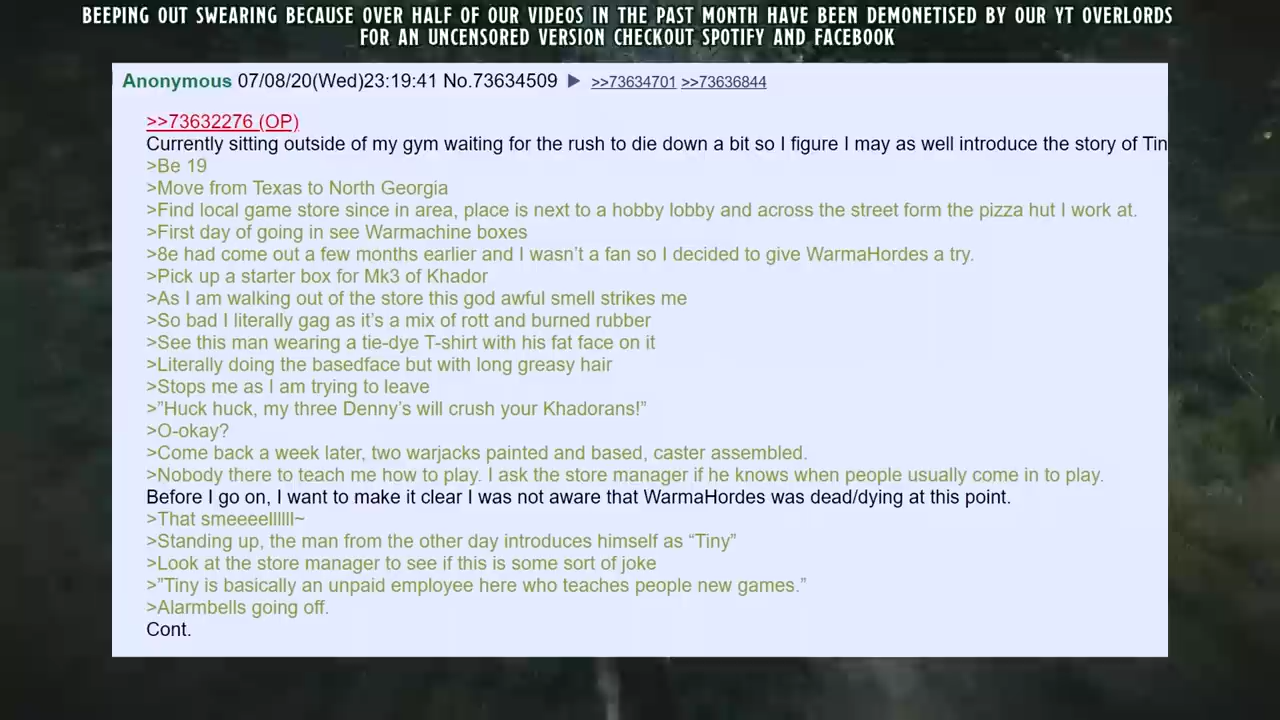 BEEPING OUT SWEARING BECAUSE OVER HALF OF OUR VIDEOS IN THE PAST MONTH HAVE BEEN DEMONETISED BY OUR YT OVERLORDS
FOR AN UNCENSORED VERSION CHECKOUT SPOTIFY AND FACEBOOK
Anonymous 07/08/20(Wed)23:19:41 No.73634509 ▶ >>73634701 >>73636844
>>73632276 (OP)
Currently sitting outside of my gym waiting for the rush to die down a bit so I figure I may as well introduce the story of Tin
>Be 19
>Move from Texas to North Georgia
>Find local game store since in area, place is next to a hobby lobby and across the street form the pizza hut I work at.
>First day of going in see Warmachine boxes
>8e had come out a few months earlier and I wasn't a fan so I decided to give WarmaHordes a try.
>Pick up a starter box for Mk3 of Khador
>As I am walking out of the store this god awful smell strikes me
>So bad I literally gag as it's a mix of rott and burned rubber
>See this man wearing a tie-dye T-shirt with his fat face on it
>Literally doing the basedface but with long greasy hair
>Stops me as I am trying to leave
>"Huck huck, my three Denny's will crush your Khadorans!"
>O-okay?
>Come back a week later, two warjacks painted and based, caster assembled.
>Nobody there to teach me how to play. I ask the store manager if he knows when people usually come in to play.
Before I go on, I want to make it clear I was not aware that WarmaHordes was dead/dying at this point.
>That smeeeellllll~
>Standing up, the man from the other day introduces himself as “Tiny”
>Look at the store manager to see if this is some sort of joke
>”Tiny is basically an unpaid employee here who teaches people new games.”
>Alarmbells going off.
Cont.